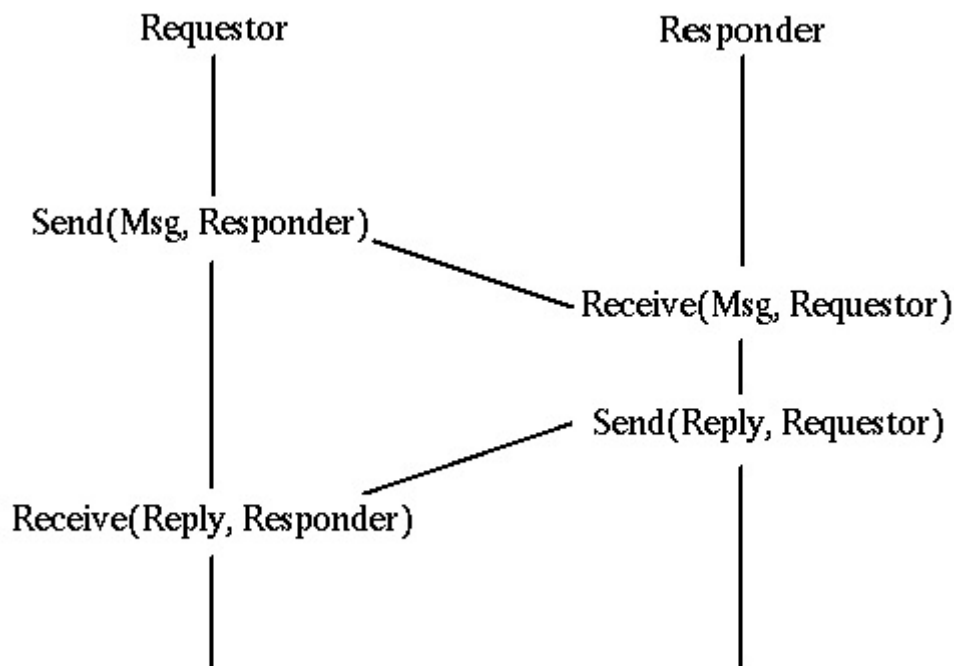 Requestor
Responder
Send(Msg, Responder)
Receive(Msg, Requestor)
Send(Reply, Requestor)
Receive(Reply, Responder)